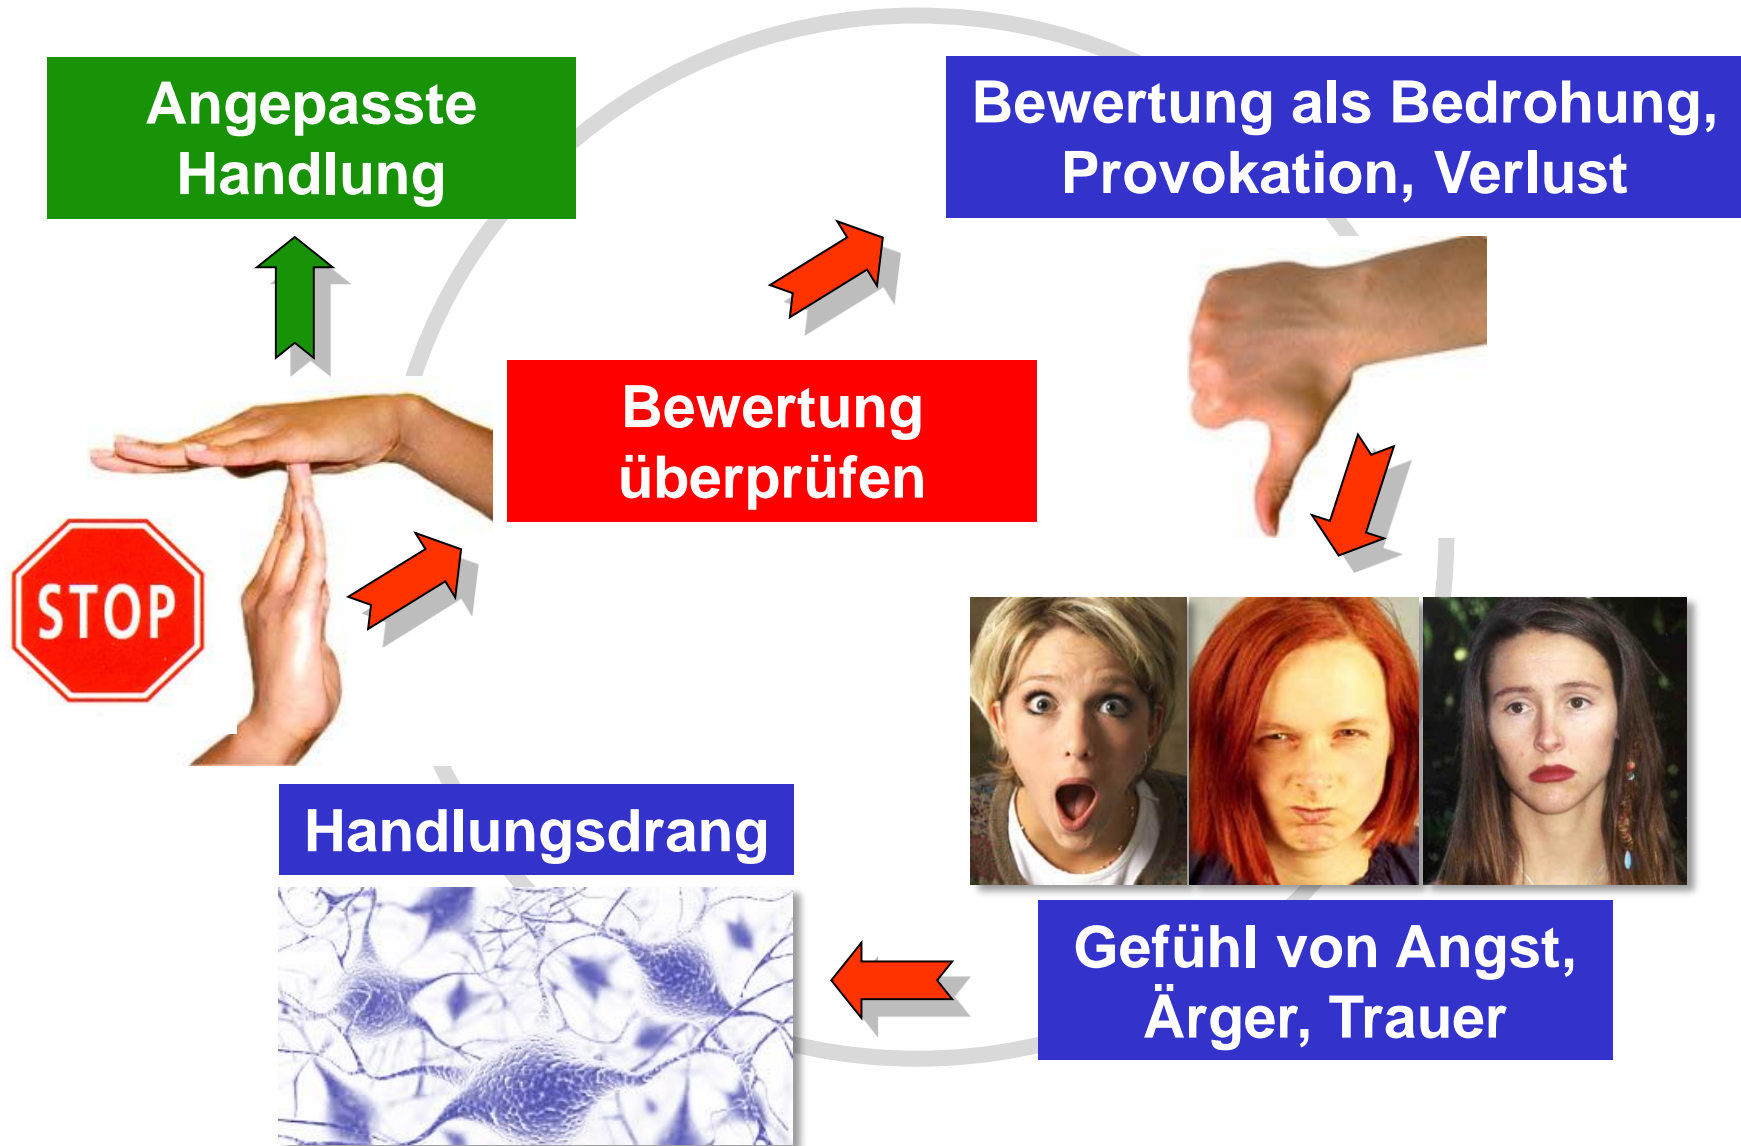 Angepasste
Handlung
Bewertung als Bedrohung,
Provokation, Verlust
Bewertung
überprüfen
STOP
Handlungsdrang
Gefühl von Angst,
Ärger, Trauer